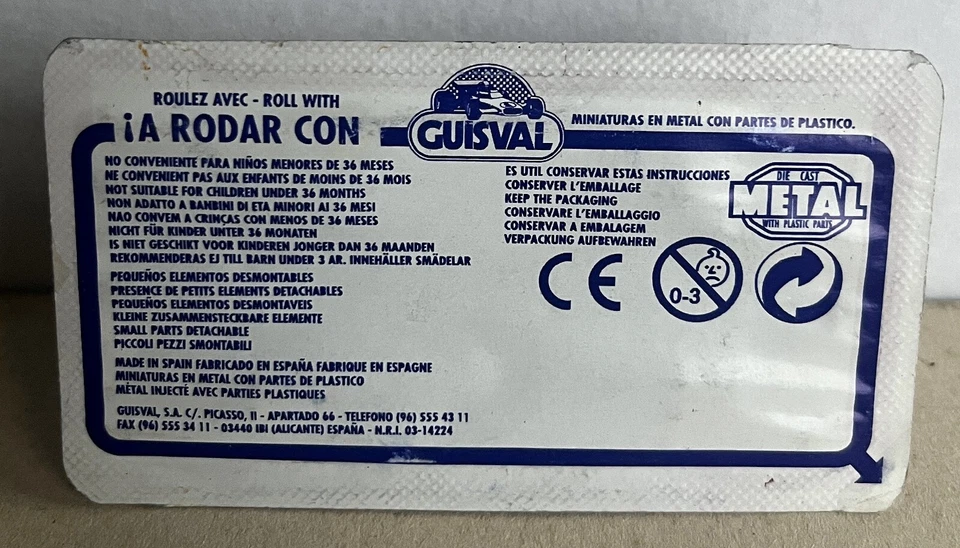 ROULEZ AVEC - ROLL WITH
¡A RODAR CON
GUISVAL
MINIATURAS EN METAL CON PARTES DE PLASTICO.
NO CONVENIENTE PARA NIÑOS MENORES DE 36 MESES
NE CONVENIENT PAS AUX ENFANTS DE MOINS DE 36 MOIS
NOT SUITABLE FOR CHILDREN UNDER 36 MONTHS
NON ADATTO A BANBINI DI ETA MINORI AI 36 MESI
NAO CONVEM A CRINÇAS CON MENOS DE 36 MESES
NICHT FÜR KINDER UNTER 36 MONATEN
IS NIET GESCHIKT VOOR KINDEREN JONGER DAN 36 MAANDEN
REKOMMENDERAS EJ TILL BARN UNDER 3 AR. INNEHÄLLER SMÅDELAR
PEQUEÑOS ELEMENTOS DESMONTABLES
PRESENCE DE PETITS ELEMENTS DETACHABLES
PEQUEÑOS ELEMENTOS DESMONTAVEIS
KLEINE ZUSAMMENSTECKBARE ELEMENTE
SMALL PARTS DETACHABLE
PICCOLI PEZZI SMONTABILI
MADE IN SPAIN FABRICADO EN ESPAÑA FABRIQUE EN ESPAGNE
MINIATURAS EN METAL CON PARTES DE PLASTICO
MÉTAL INJECTÉ AVEC PARTIES PLASTIQUES
GUISVAL, S.A. C/. PICASSO, II - APARTADO 66 - TELEFONO (96) 555 43 11
FAX (96) 555 34 11 - 03440 IBI (ALICANTE) ESPAÑA - N.R.I. 03-14224
ES UTIL CONSERVAR ESTAS INSTRUCCIONES
CONSERVER L'EMBALLAGE
KEEP THE PACKAGING
CONSERVARE L'EMBALLAGGIO
CONSERVAR A EMBALAGEM
VERPACKUNG AUFBEWAHREN
DIE CAST
METAL
WITH PLASTIC PARTS
CE
0-3